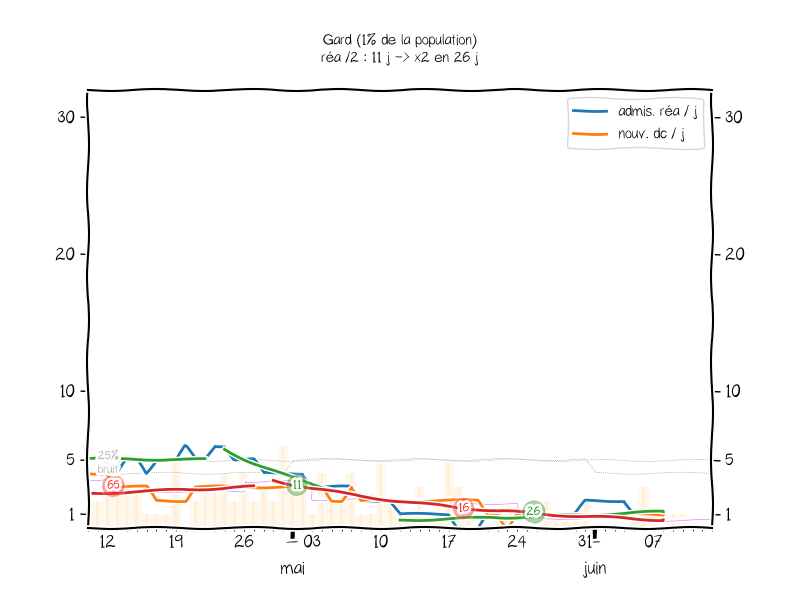 Gard (1% de la population)
réa /2 : 11 j -> x2 en 26 j
admis. réa / j
nouv. dc / j
30
30
20
20
10
10
5
5
1
1
25%
bruit
65
11
16
26
12 19 26 03 10 17 24 31 07
mai juin